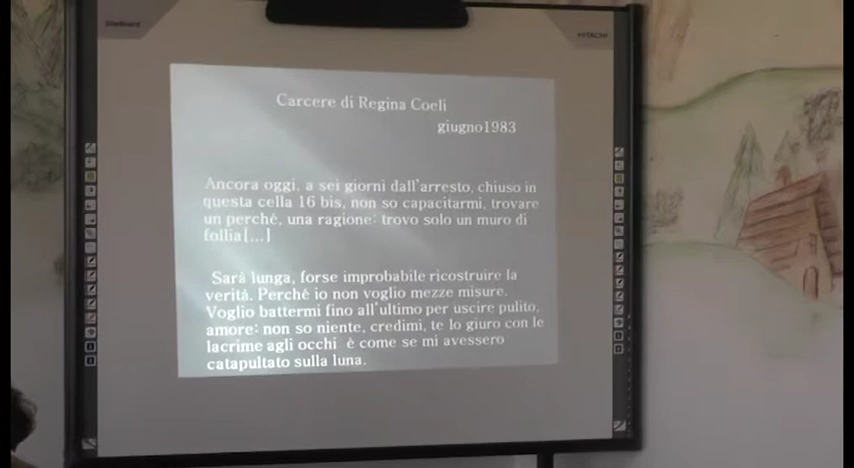 StarBoard
HITACHI
Carcere di Regina Coeli
giugno1983
Ancora oggi, a sei giorni dall'arresto, chiuso in
questa cella 16 bis, non so capacitarmi, trovare
un perché, una ragione: trovo solo un muro di
follia[...]
Sarà lunga, forse improbabile ricostruire la
verità. Perché io non voglio mezze misure.
Voglio battermi fino all'ultimo per uscire pulito,
amore: non so niente, credimi, te lo giuro con le
lacrime agli occhi è come se mi avessero
catapultato sulla luna.